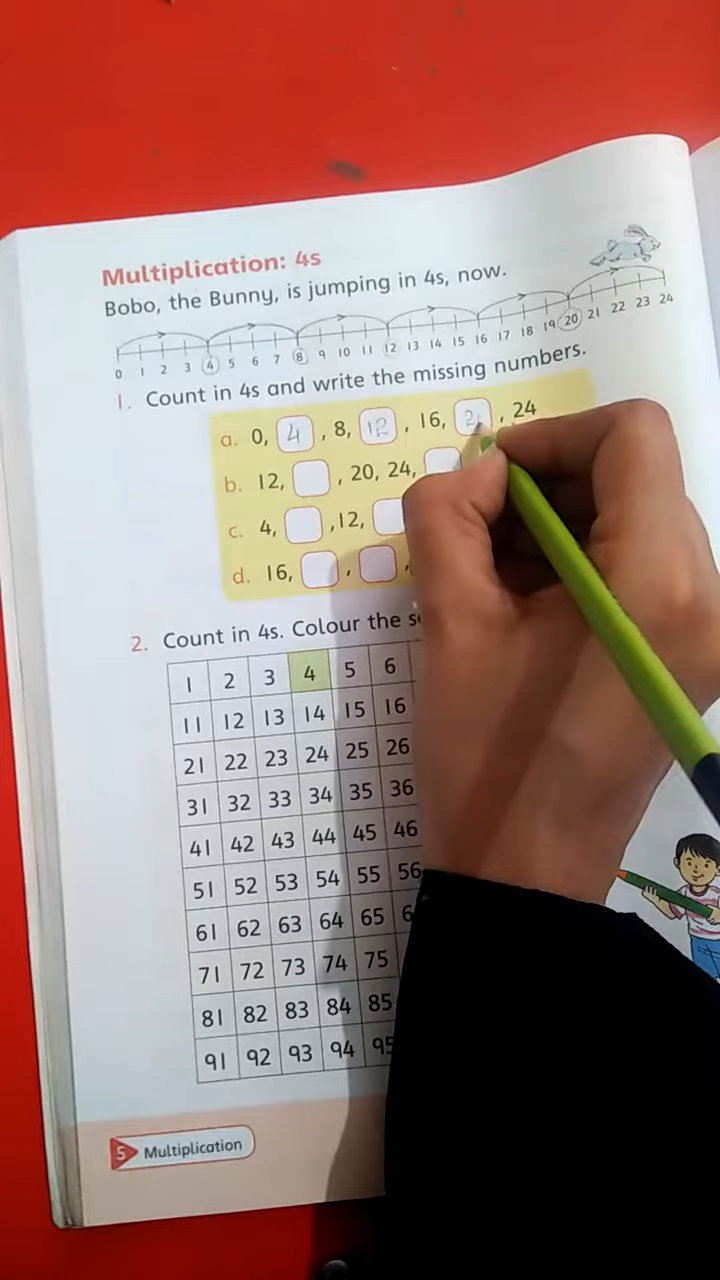 Multiplication: 4s
Bobo, the Bunny, is jumping in 4s, now.
0 1 2 3 4 5 6 7 8 9 10 11 12 13 14 15 16 17 18 19 20 21 22 23 24
1. Count in 4s and write the missing numbers.
a. 0, 4 , 8, 12 , 16, 2 , 24
b. 12, , 20, 24,
c. 4, ,12,
d. 16, , ,
2. Count in 4s. Colour the
1 2 3 4 5 6
11 12 13 14 15 16
21 22 23 24 25 26
31 32 33 34 35 36
41 42 43 44 45 46
51 52 53 54 55 56
61 62 63 64 65 6
71 72 73 74 75
81 82 83 84 85
91 92 93 94 95
5 Multiplication